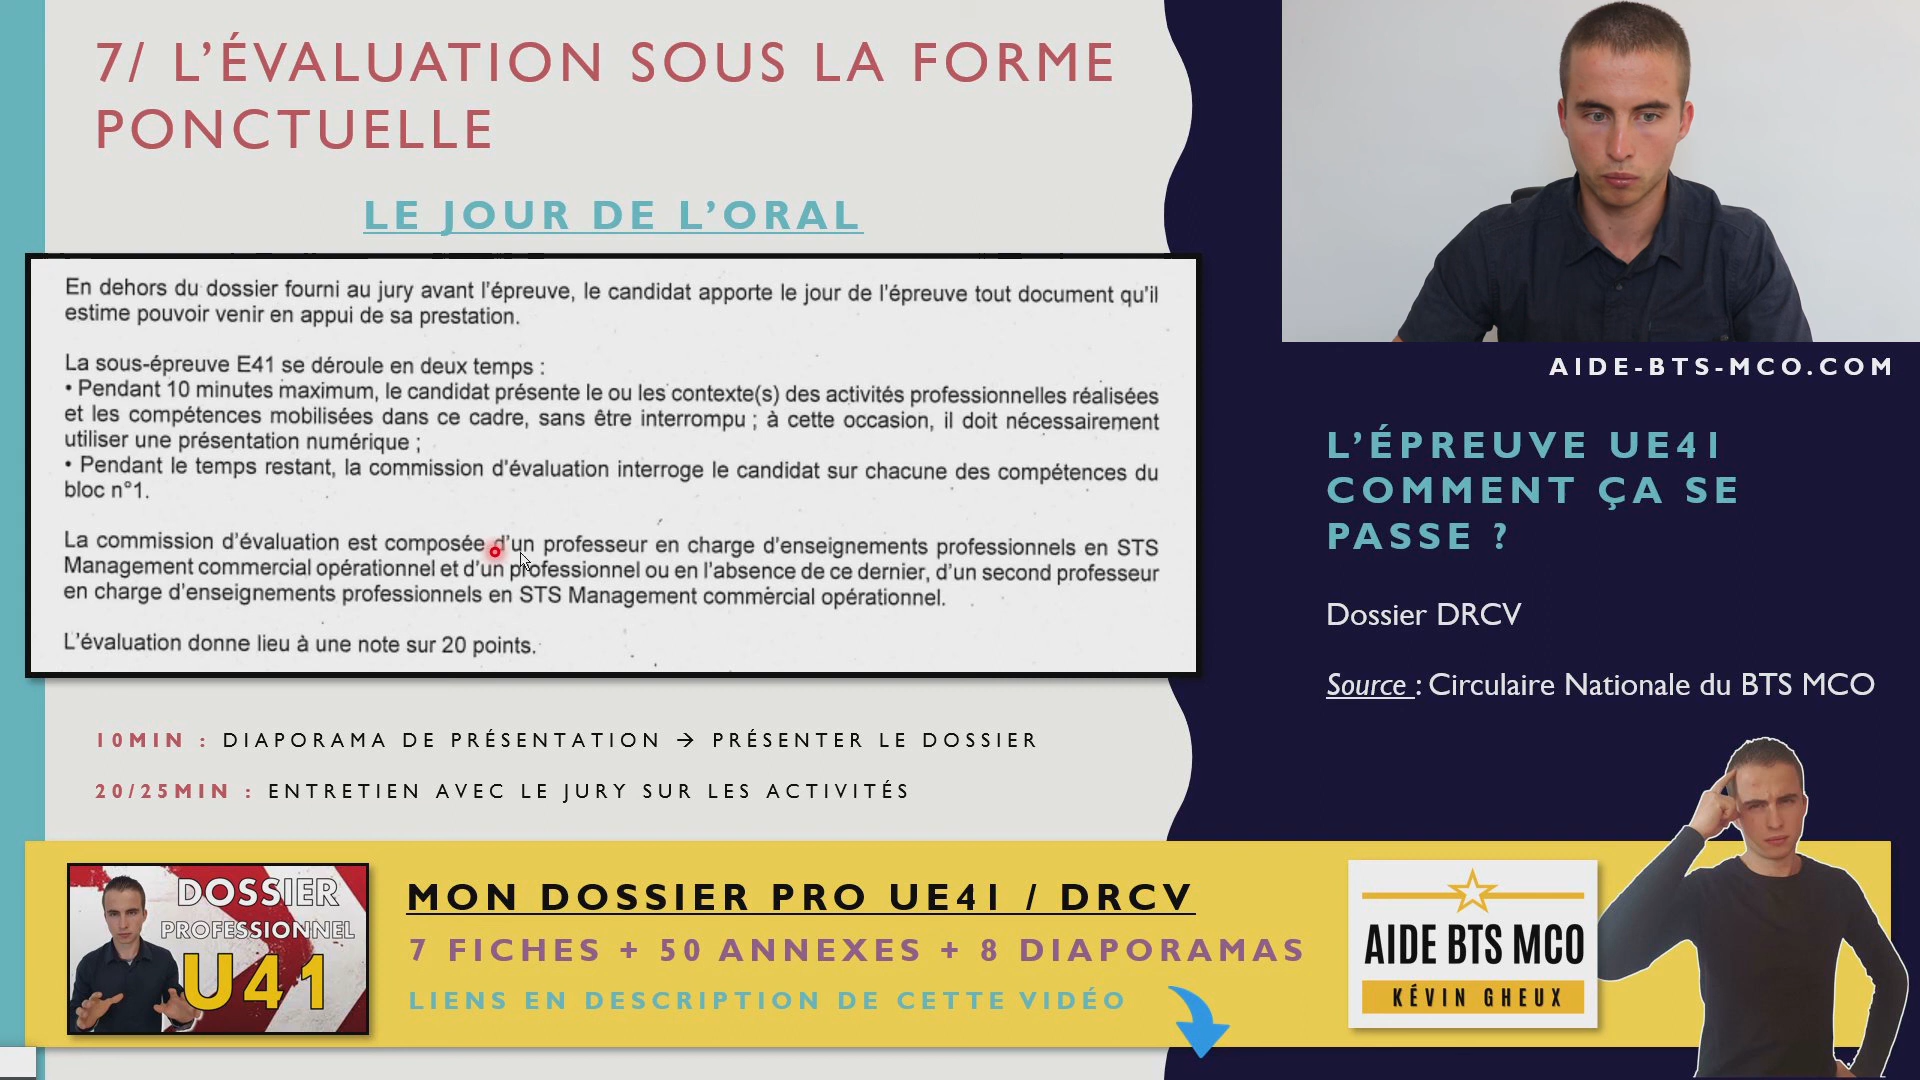 7/ L’ÉVALUATION SOUS LA FORME
PONCTUELLE
LE JOUR DE L’ORAL
En dehors du dossier fourni au jury avant l'épreuve, le candidat apporte le jour de l'épreuve tout document qu'il
estime pouvoir venir en appui de sa prestation.
La sous-épreuve E41 se déroule en deux temps :
• Pendant 10 minutes maximum, le candidat présente le ou les contexte(s) des activités professionnelles réalisées
et les compétences mobilisées dans ce cadre, sans être interrompu ; à cette occasion, il doit nécessairement
utiliser une présentation numérique ;
• Pendant le temps restant, la commission d'évaluation interroge le candidat sur chacune des compétences du
bloc n°1.
La commission d'évaluation est composée d'un professeur en charge d'enseignements professionnels en STS
Management commercial opérationnel et d'un professionnel ou en l'absence de ce dernier, d'un second professeur
en charge d'enseignements professionnels en STS Management commercial opérationnel.
L'évaluation donne lieu à une note sur 20 points.
10MIN : DIAPORAMA DE PRÉSENTATION → PRÉSENTER LE DOSSIER
20/25MIN : ENTRETIEN AVEC LE JURY SUR LES ACTIVITÉS
AIDE-BTS-MCO.COM
L’ÉPREUVE UE41
COMMENT ÇA SE
PASSE ?
Dossier DRCV
Source : Circulaire Nationale du BTS MCO
DOSSIER
PROFESSIONNEL
U41
MON DOSSIER PRO UE41 / DRCV
7 FICHES + 50 ANNEXES + 8 DIAPORAMAS
LIENS EN DESCRIPTION DE CETTE VIDÉO
AIDE BTS MCO
KÉVIN GHEUX